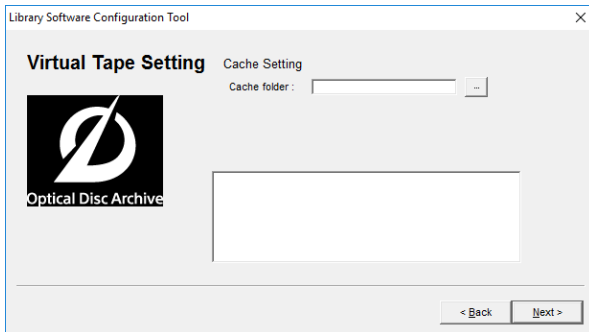 Library Software Configuration Tool
Virtual Tape Setting
Cache Setting
Cache folder :
...
Optical Disc Archive
< Back
Next >